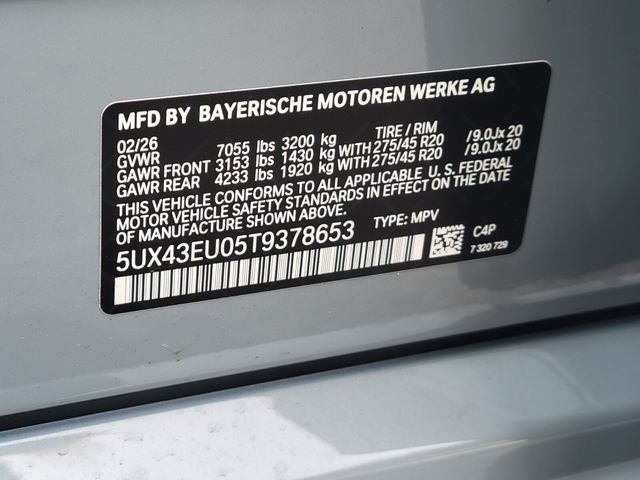 MFD BY BAYERISCHE MOTOREN WERKE AG
02/26 TIRE / RIM
GVWR 7055 lbs 3200 kg
GAWR FRONT 3153 lbs 1430 kg WITH 275/45 R20 /9.0Jx20
GAWR REAR 4233 lbs 1920 kg WITH 275/45 R20 /9.0Jx20
THIS VEHICLE CONFORMS TO ALL APPLICABLE U.S. FEDERAL
MOTOR VEHICLE SAFETY STANDARDS IN EFFECT ON THE DATE
OF MANUFACTURE SHOWN ABOVE.
5UX43EU05T9378653 TYPE: MPV
C4P
7 320 729